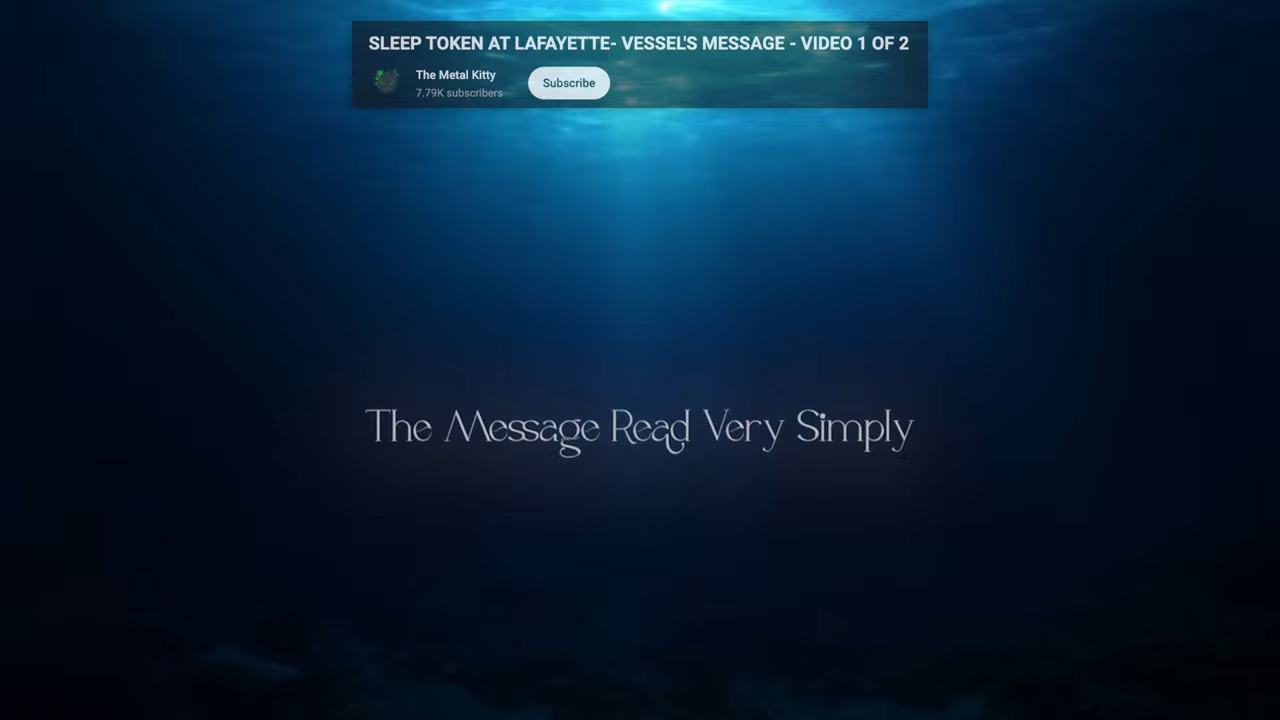 SLEEP TOKEN AT LAFAYETTE- VESSEL'S MESSAGE - VIDEO 1 OF 2
The Metal Kitty
7.79K subscribers
Subscribe
The Message Read Very Simply